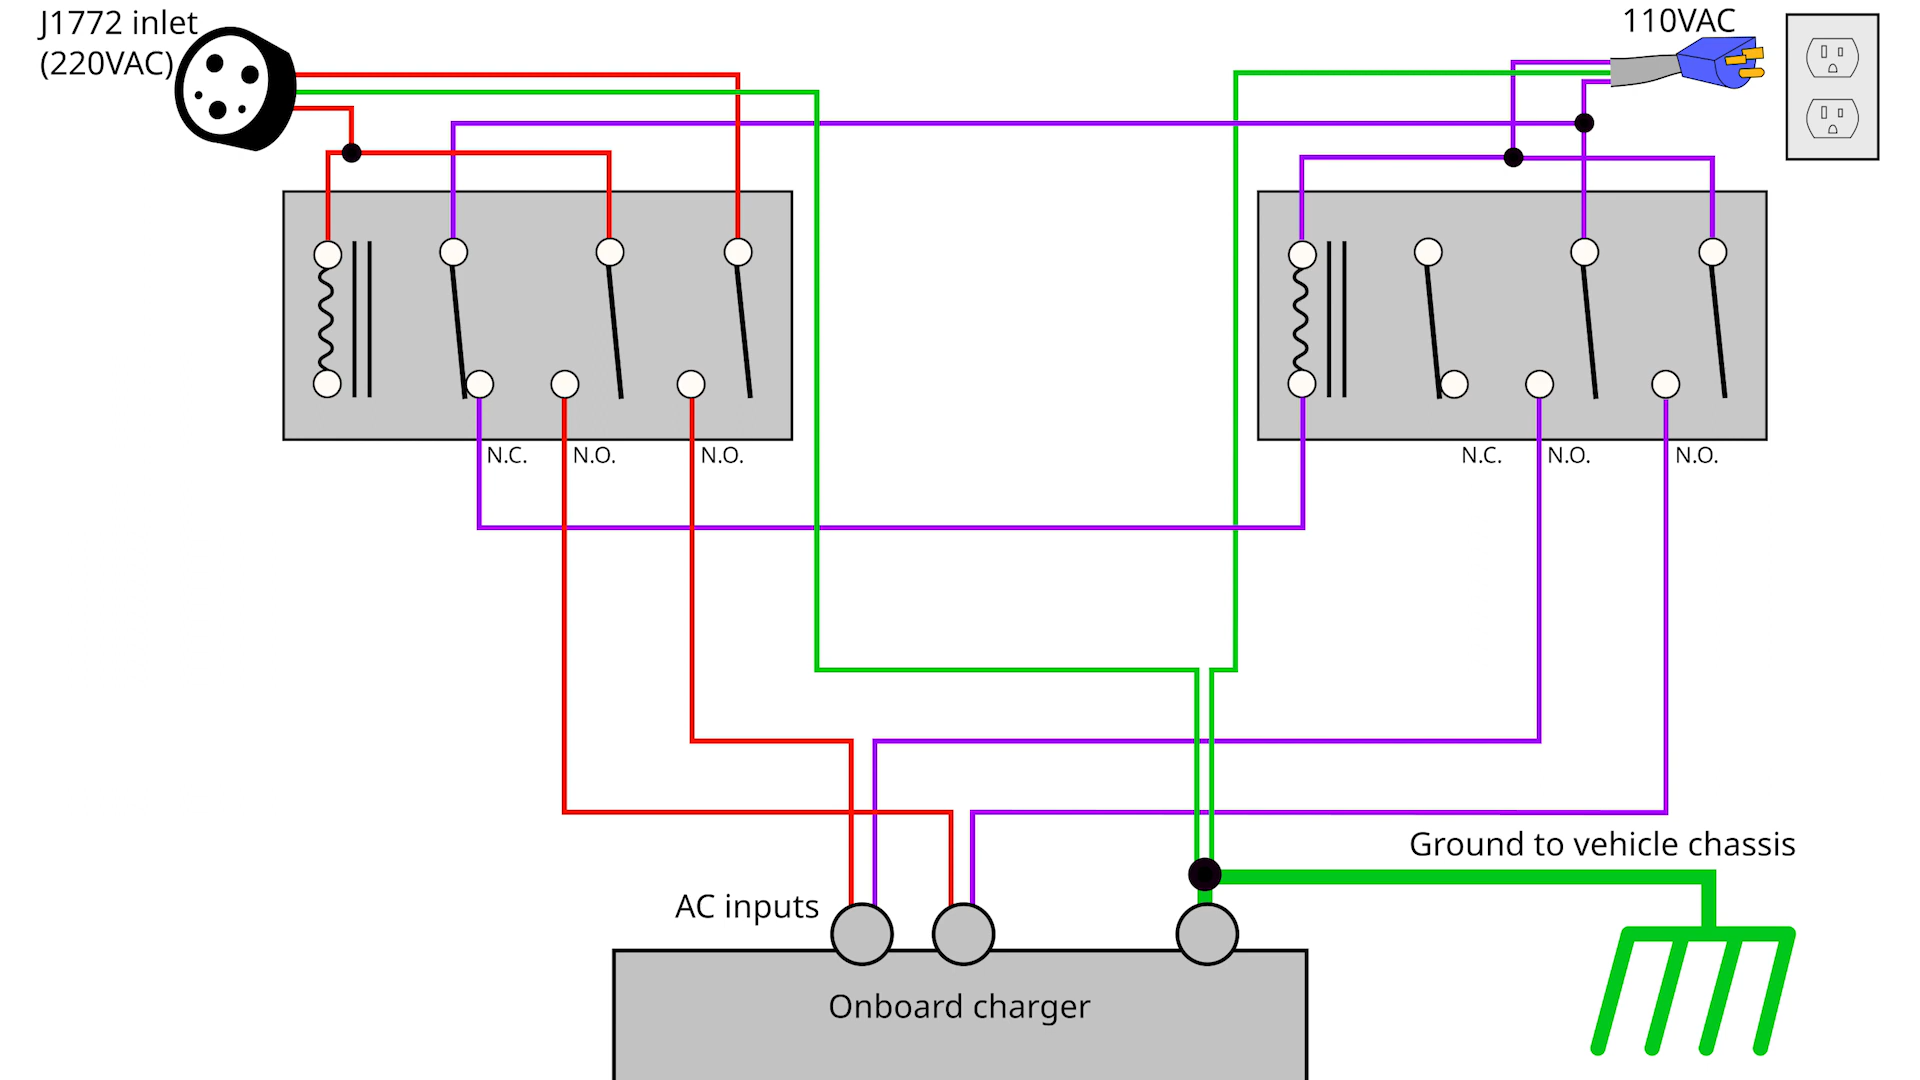 J1772 inlet
(220VAC)
110VAC
N.C.
N.O.
N.O.
N.C.
N.O.
N.O.
Ground to vehicle chassis
AC inputs
Onboard charger